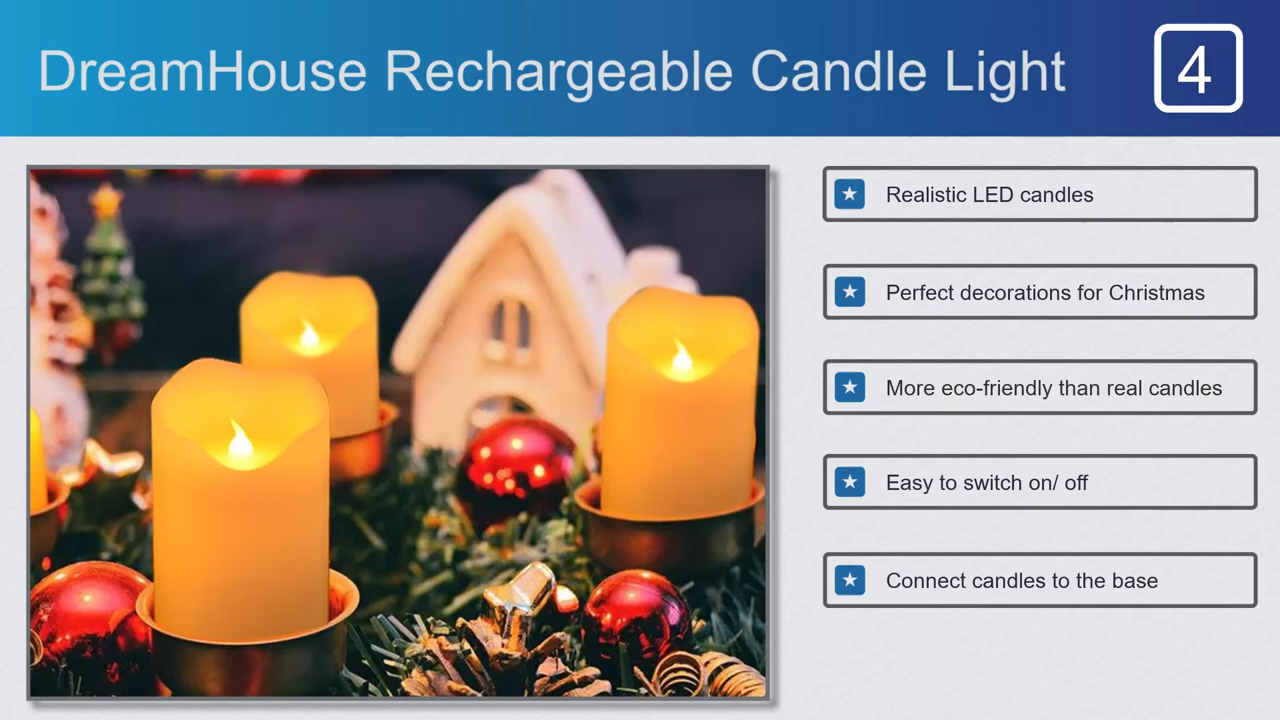 DreamHouse Rechargeable Candle Light
4
Realistic LED candles
Perfect decorations for Christmas
More eco-friendly than real candles
Easy to switch on/ off
Connect candles to the base